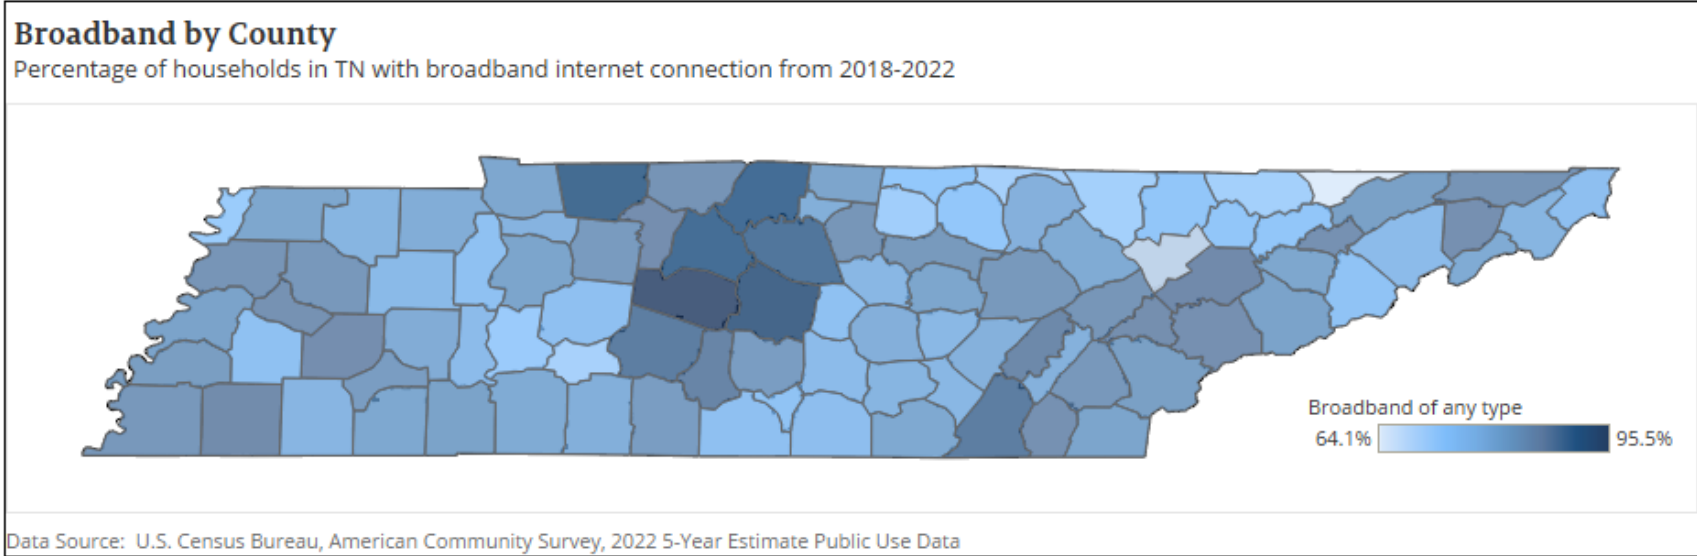 Broadband by County
Percentage of households in TN with broadband internet connection from 2018-2022
Broadband of any type
64.1% 95.5%
Data Source: U.S. Census Bureau, American Community Survey, 2022 5-Year Estimate Public Use Data